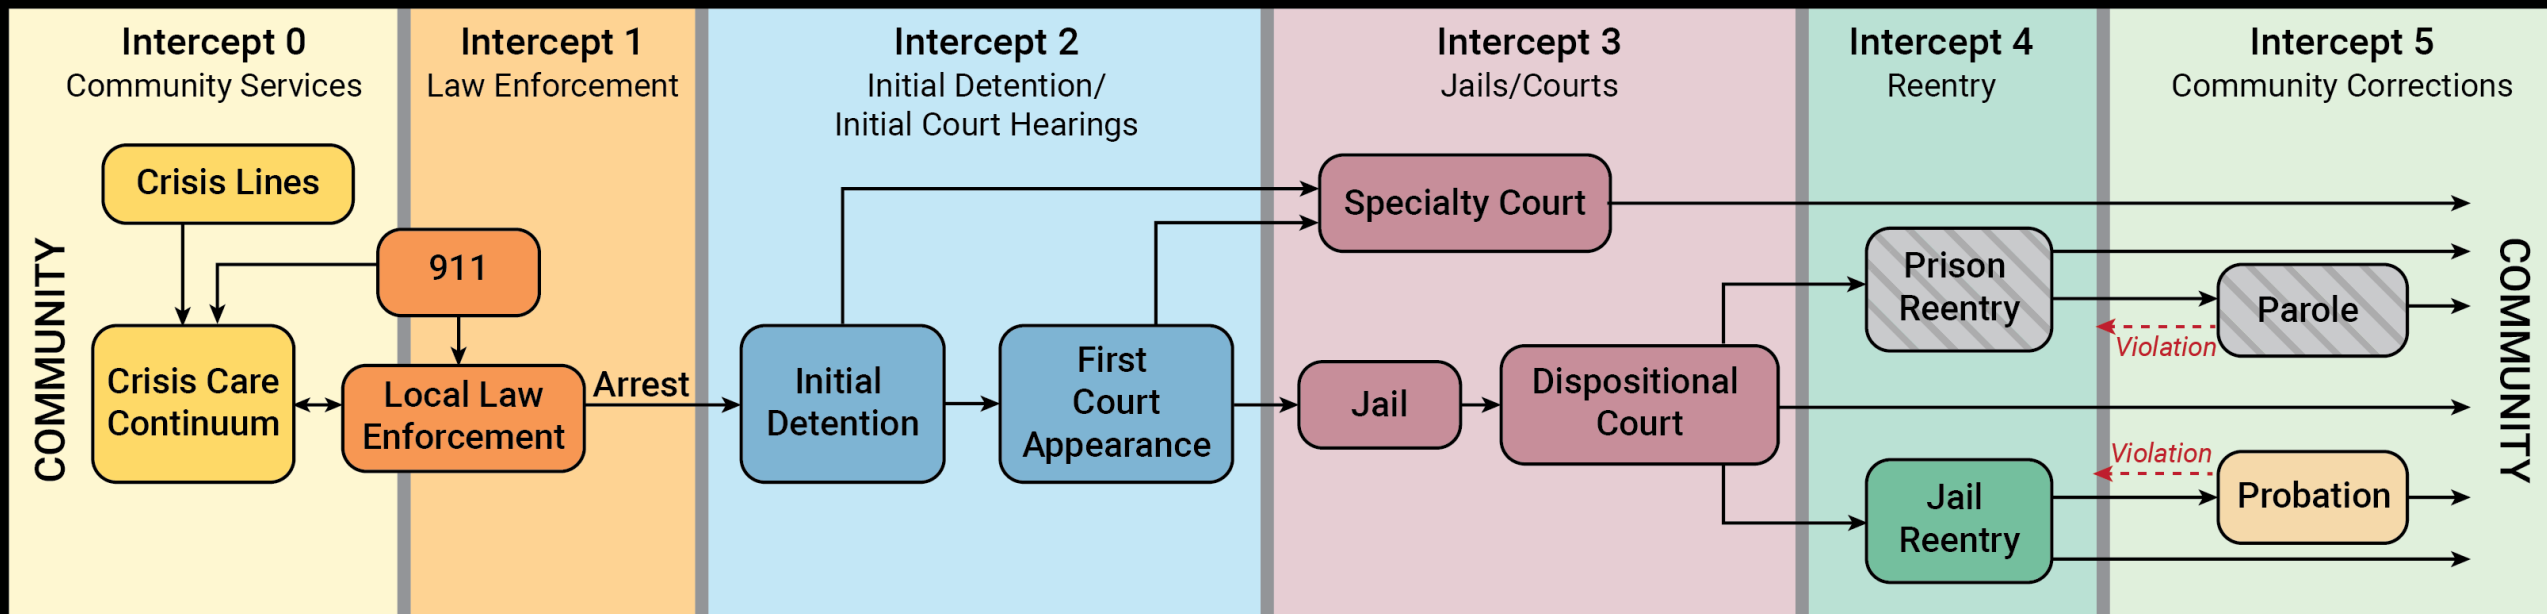 Intercept 0
Community Services
Intercept 1
Law Enforcement
Intercept 2
Initial Detention/
Initial Court Hearings
Intercept 3
Jails/Courts
Intercept 4
Reentry
Intercept 5
Community Corrections
COMMUNITY
Crisis Lines
911
Crisis Care
Continuum
Local Law
Enforcement
Arrest
Initial
Detention
First
Court
Appearance
Specialty Court
Jail
Dispositional
Court
Prison
Reentry
Jail
Reentry
Parole
Violation
Violation
Probation
COMMUNITY